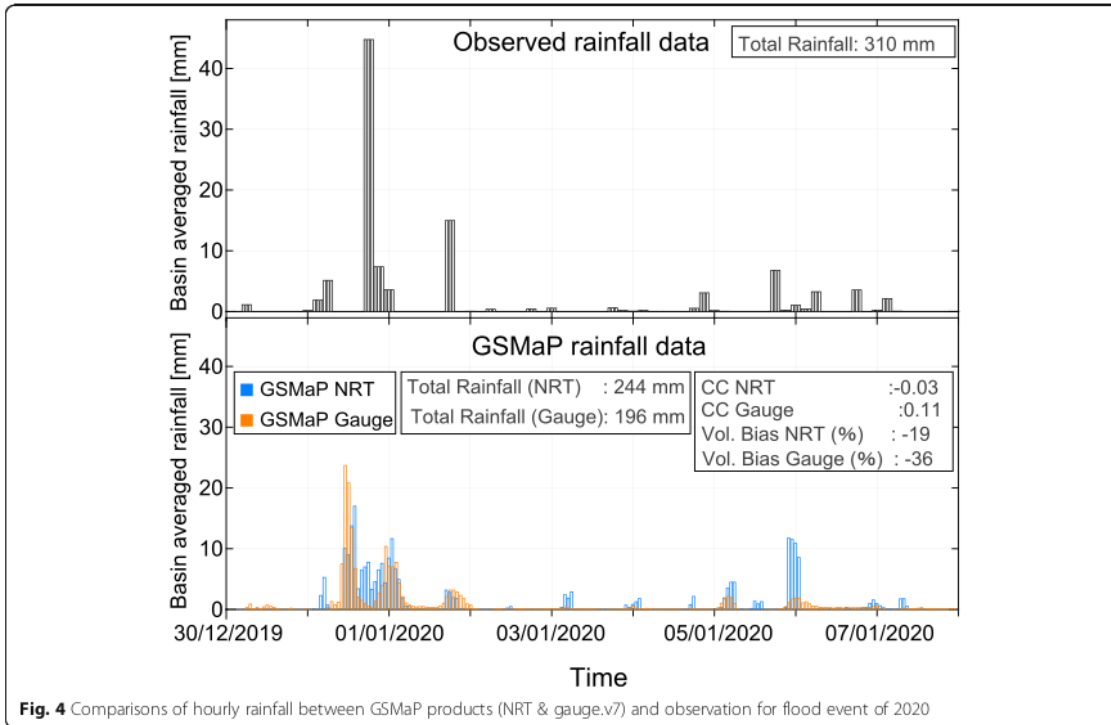 Observed rainfall data
Total Rainfall: 310 mm
Basin averaged rainfall [mm]
40
30
20
10
0
GSMaP rainfall data
Basin averaged rainfall [mm]
40
30
20
10
0
GSMaP NRT
GSMaP Gauge
Total Rainfall (NRT) : 244 mm
Total Rainfall (Gauge): 196 mm
CC NRT :-0.03
CC Gauge :0.11
Vol. Bias NRT (%) : -19
Vol. Bias Gauge (%) : -36
30/12/2019 01/01/2020 03/01/2020 05/01/2020 07/01/2020
Time
Fig. 4 Comparisons of hourly rainfall between GSMaP products (NRT & gauge.v7) and observation for flood event of 2020